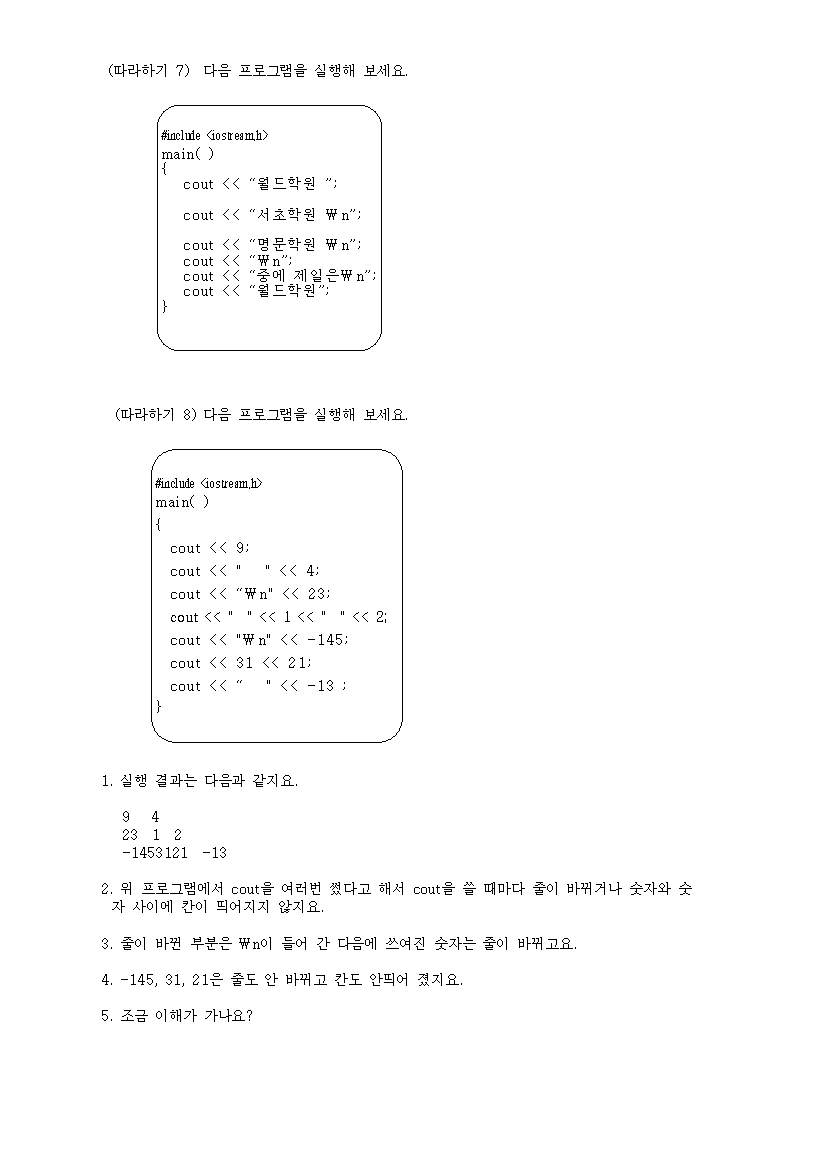 (따라하기 7)  다음 프로그램을 실행해 보세요.
#include <iostream.h>
main( )
{
cout << “월드학원 ”;
cout << “서초학원 ₩n”;
cout << “명문학원 ₩n”;
cout << “₩n”;
cout << “중에 제일은₩n”;
cout << “월드학원”;
}
(따라하기 8) 다음 프로그램을 실행해 보세요.
#include <iostream.h>
main( )
{
cout << 9;
cout << "   " << 4;
cout << “₩n" << 23;
cout << "  " << 1 << "  " << 2;
cout << "₩n" << -145;
cout << 31 << 21;
cout << “   " << -13 ;
}
1. 실행 결과는 다음과 같지요.
9   4
23  1  2
-1453121   -13
2. 위 프로그램에서 cout을 여러번 썼다고 해서 cout을 쓸 때마다 줄이 바뀌거나 숫자와 숫
자 사이에 칸이 띄어지지 않지요.
3. 줄이 바뀐 부분은 ₩n이 들어 간 다음에 쓰여진 숫자는 줄이 바뀌고요.
4. -145, 31, 21은 줄도 안 바뀌고 칸도 안띄어 졌지요.
5. 조금 이해가 가나요?